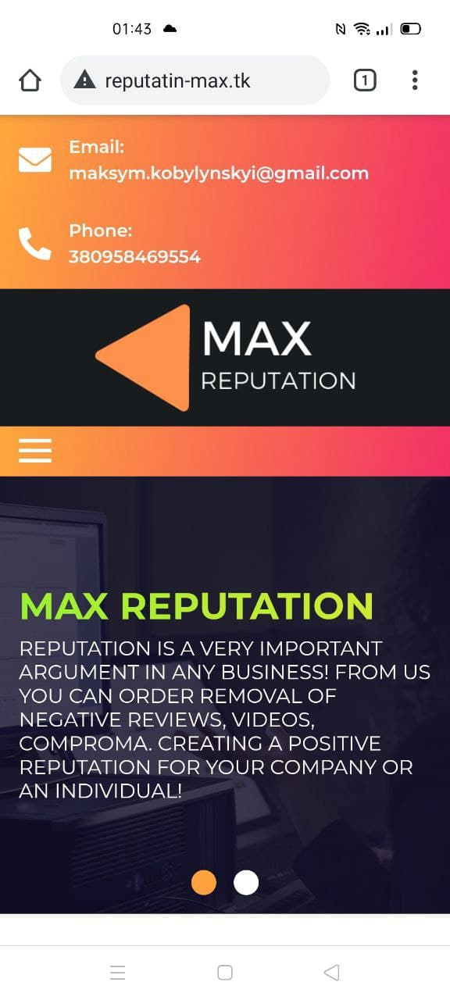 01:43
reputatin-max.tk
1
Email:
maksym.kobylynskyi@gmail.com
Phone:
380958469554
MAX
REPUTATION
MAX REPUTATION
REPUTATION IS A VERY IMPORTANT
ARGUMENT IN ANY BUSINESS! FROM US
YOU CAN ORDER REMOVAL OF
NEGATIVE REVIEWS, VIDEOS,
COMPROMA. CREATING A POSITIVE
REPUTATION FOR YOUR COMPANY OR
AN INDIVIDUAL!